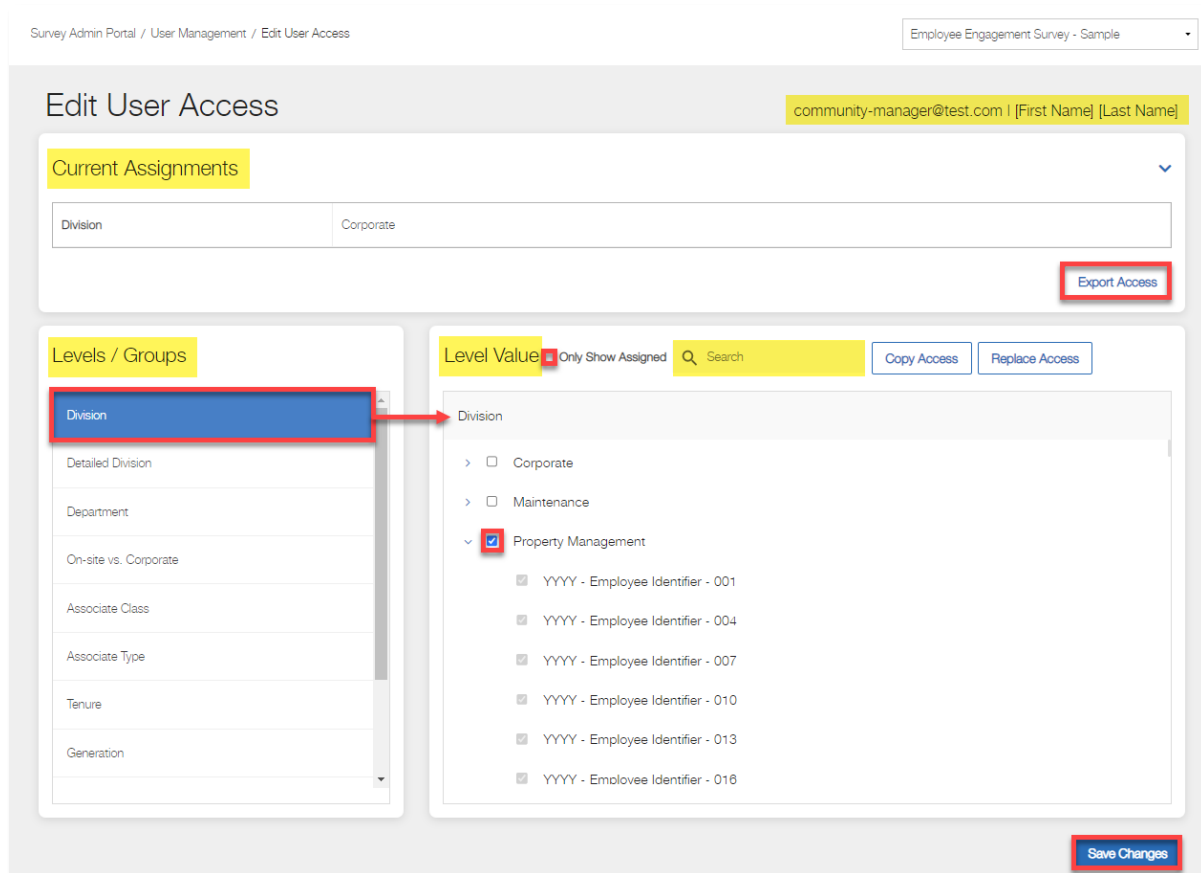 Survey Admin Portal / User Management / Edit User Access
Employee Engagement Survey - Sample
Edit User Access
community-manager@test.com | [First Name] [Last Name]
Current Assignments
Division Corporate
Export Access
Levels / Groups
Division
Detailed Division
Department
On-site vs. Corporate
Associate Class
Associate Type
Tenure
Generation
Level Value Only Show Assigned Search Copy Access Replace Access
Division
Corporate
Maintenance
Property Management
YYYY - Employee Identifier - 001
YYYY - Employee Identifier - 004
YYYY - Employee Identifier - 007
YYYY - Employee Identifier - 010
YYYY - Employee Identifier - 013
YYYY - Employee Identifier - 016
Save Changes